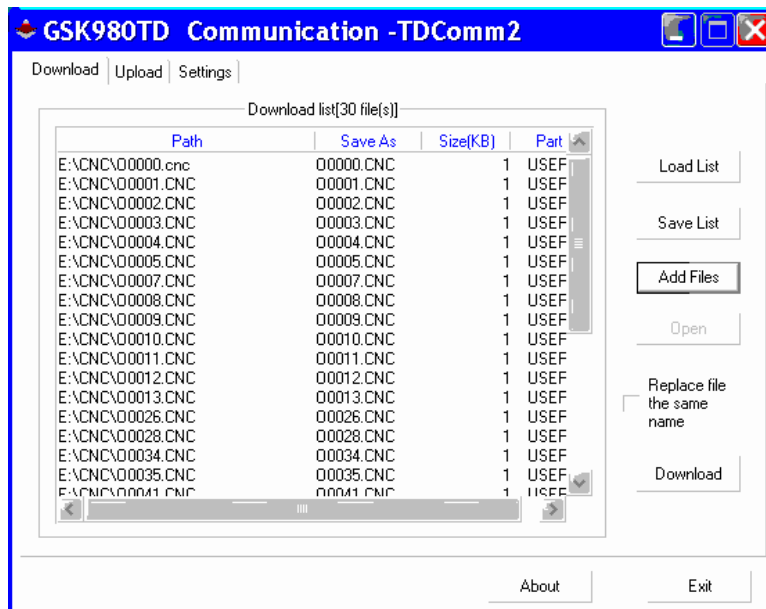 GSK980TD Communication -TDComm2
Download Upload Settings
Download list[30 file(s)]
Path Save As Size(KB) Part
E:\CNC\O0000.cnc O0000.CNC 1 USEF
E:\CNC\O0001.CNC O0001.CNC 1 USEF
E:\CNC\O0002.CNC O0002.CNC 1 USEF
E:\CNC\O0003.CNC O0003.CNC 1 USEF
E:\CNC\O0004.CNC O0004.CNC 1 USEF
E:\CNC\O0005.CNC O0005.CNC 1 USEF
E:\CNC\O0007.CNC O0007.CNC 1 USEF
E:\CNC\O0008.CNC O0008.CNC 1 USEF
E:\CNC\O0009.CNC O0009.CNC 1 USEF
E:\CNC\O0010.CNC O0010.CNC 1 USEF
E:\CNC\O0011.CNC O0011.CNC 1 USEF
E:\CNC\O0012.CNC O0012.CNC 1 USEF
E:\CNC\O0013.CNC O0013.CNC 1 USEF
E:\CNC\O0026.CNC O0026.CNC 1 USEF
E:\CNC\O0028.CNC O0028.CNC 1 USEF
E:\CNC\O0034.CNC O0034.CNC 1 USEF
E:\CNC\O0035.CNC O0035.CNC 1 USEF
E:\CNC\O0041.CNC O0041.CNC 1 USEF
Load List
Save List
Add Files
Open
Replace file
the same
name
Download
About Exit